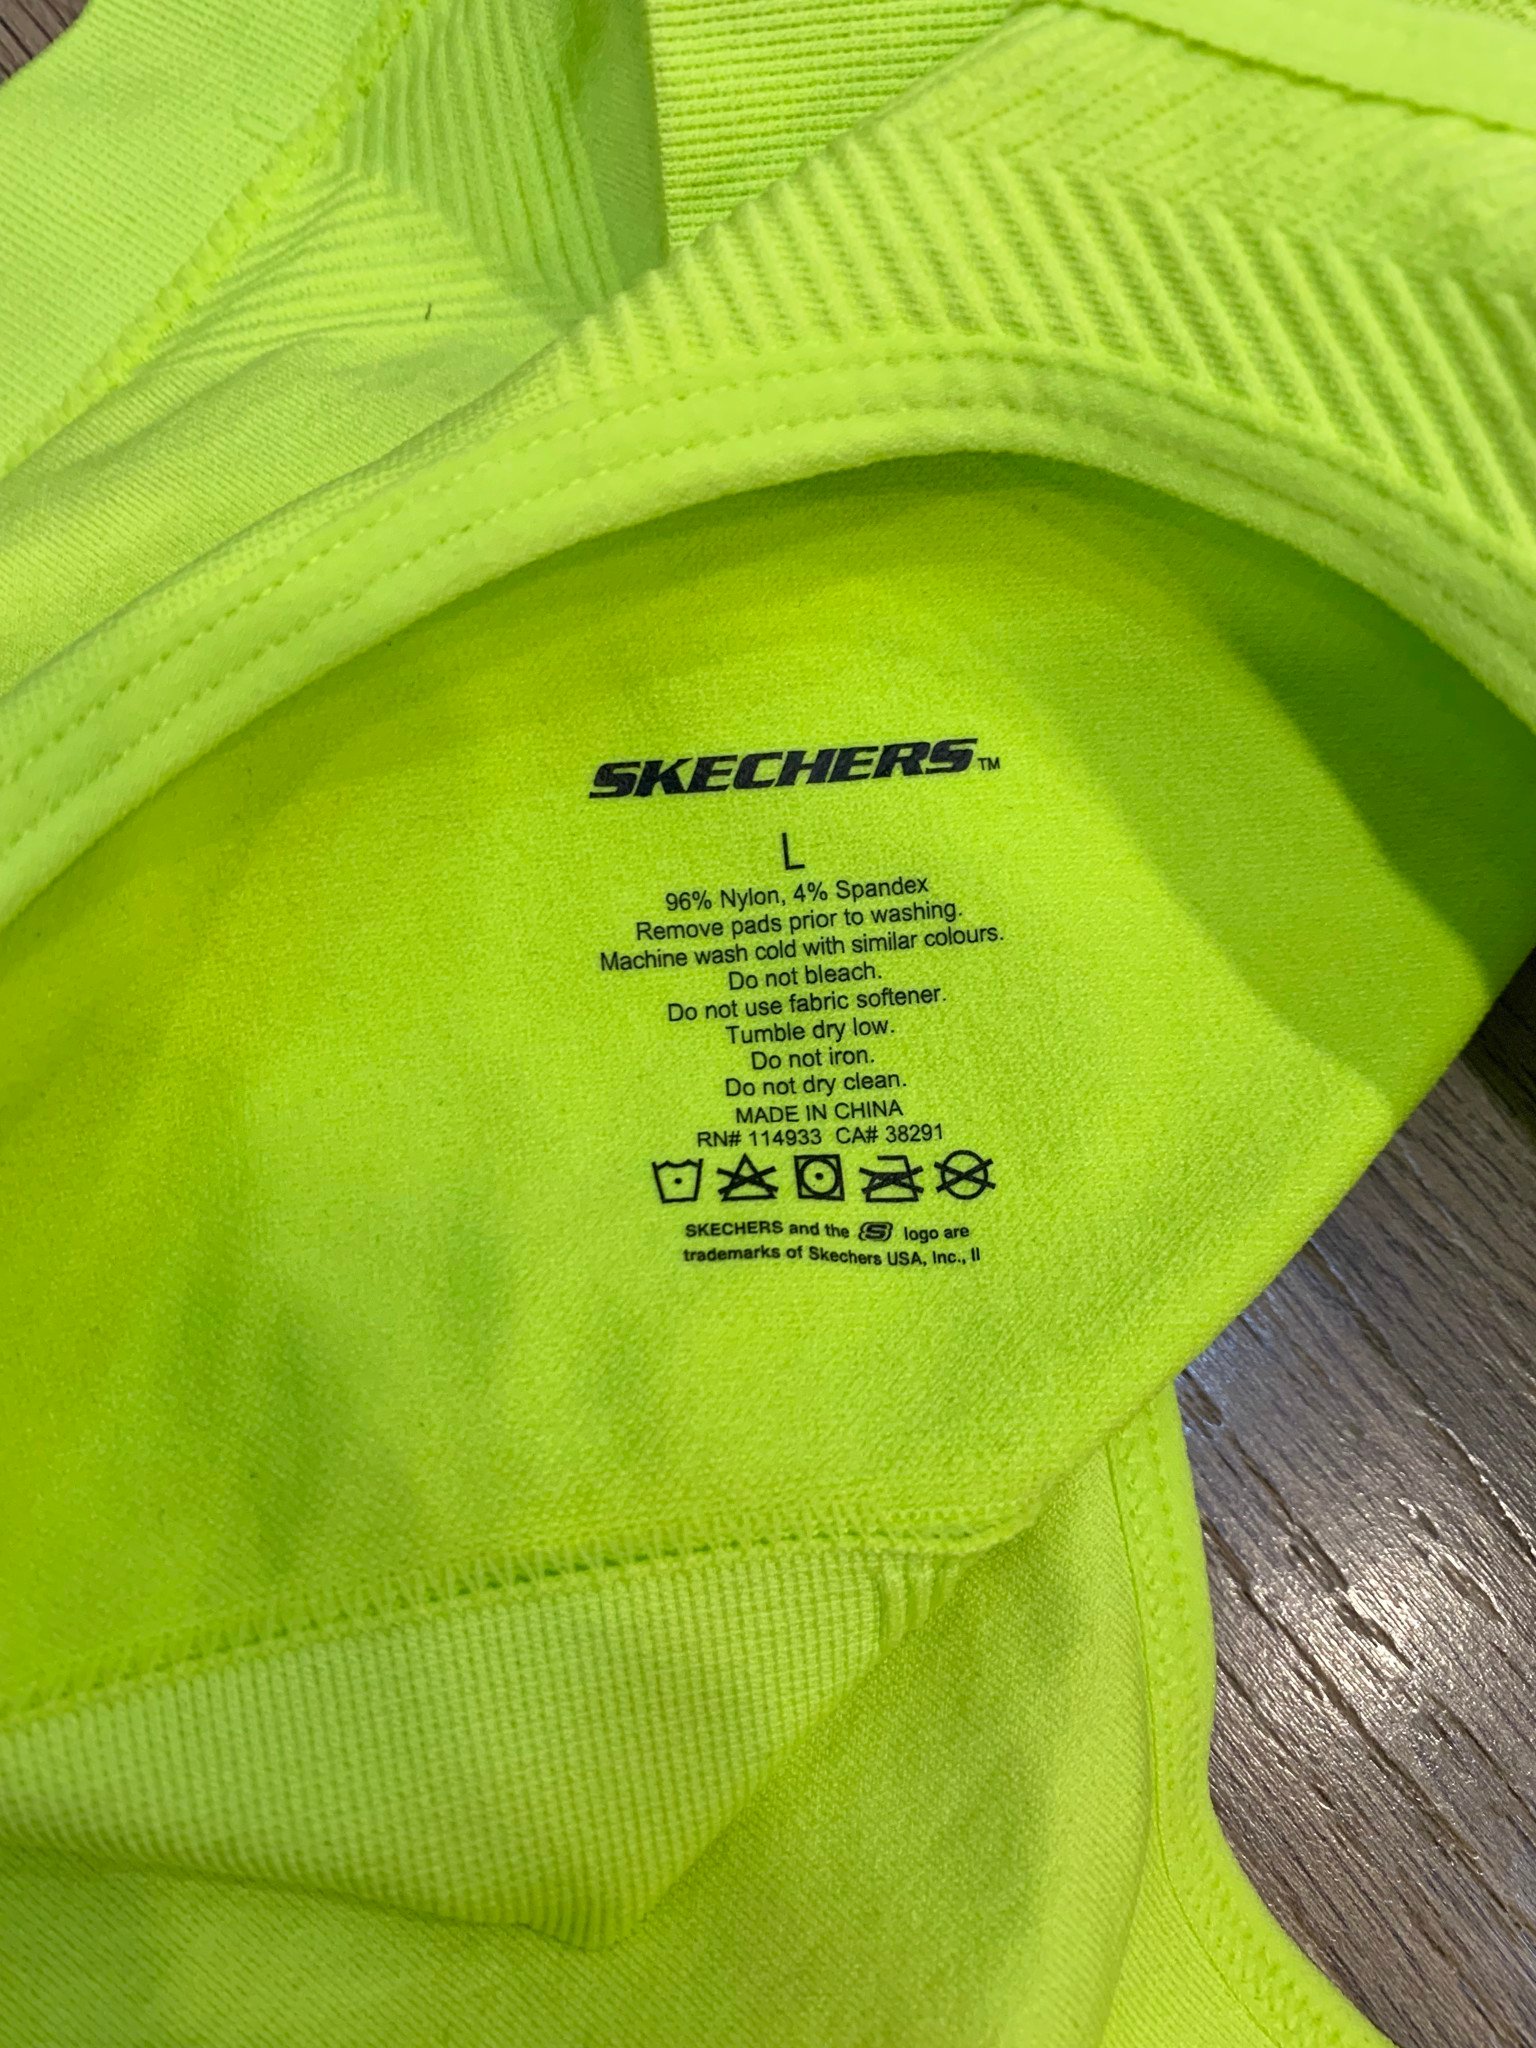 SKECHERS™
L
96% Nylon, 4% Spandex
Remove pads prior to washing.
Machine wash cold with similar colours.
Do not bleach.
Do not use fabric softener.
Tumble dry low.
Do not iron.
Do not dry clean.
MADE IN CHINA
RN# 114933 CA# 38291
SKECHERS and the S logo are
trademarks of Skechers USA, Inc., II